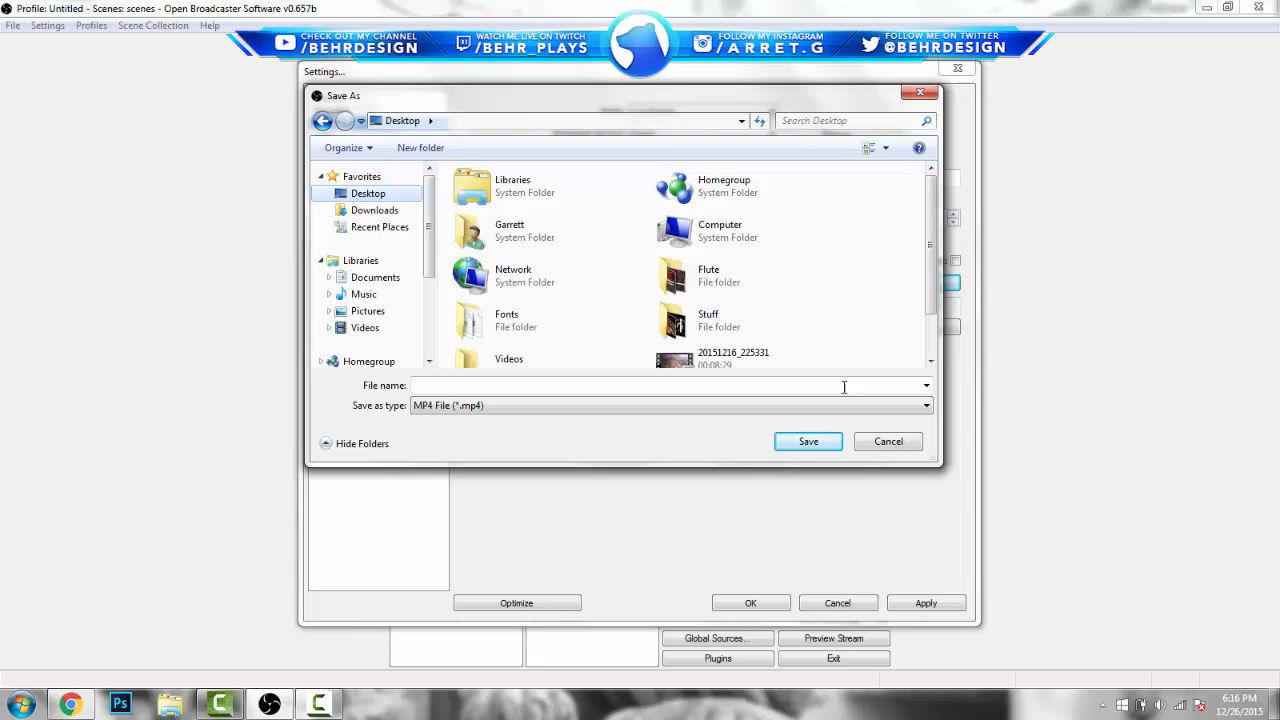 Profile: Untitled - Scenes: scenes - Open Broadcaster Software v0.657b
File Settings Profiles Scene Collection Help
CHECK OUT MY CHANNEL
/BEHRDESIGN
WATCH ME LIVE ON TWITCH
/BEHR_PLAYS
FOLLOW MY INSTAGRAM
/ARRET.G
FOLLOW ME ON TWITTER
@BEHRDESIGN
Settings...
Save As
Desktop
Search Desktop
Organize
New folder
Favorites
Desktop
Downloads
Recent Places
Libraries
Documents
Music
Pictures
Videos
Homegroup
Libraries
System Folder
Homegroup
System Folder
Garrett
System Folder
Computer
System Folder
Network
System Folder
Flute
File folder
Fonts
File folder
Stuff
File folder
Videos
20151216_225331
00:08:29
File name:
Save as type: MP4 File (*.mp4)
Hide Folders
Save
Cancel
Optimize
OK
Cancel
Apply
Global Sources...
Preview Stream
Plugins
Exit
Ps
6:16 PM
12/26/2015